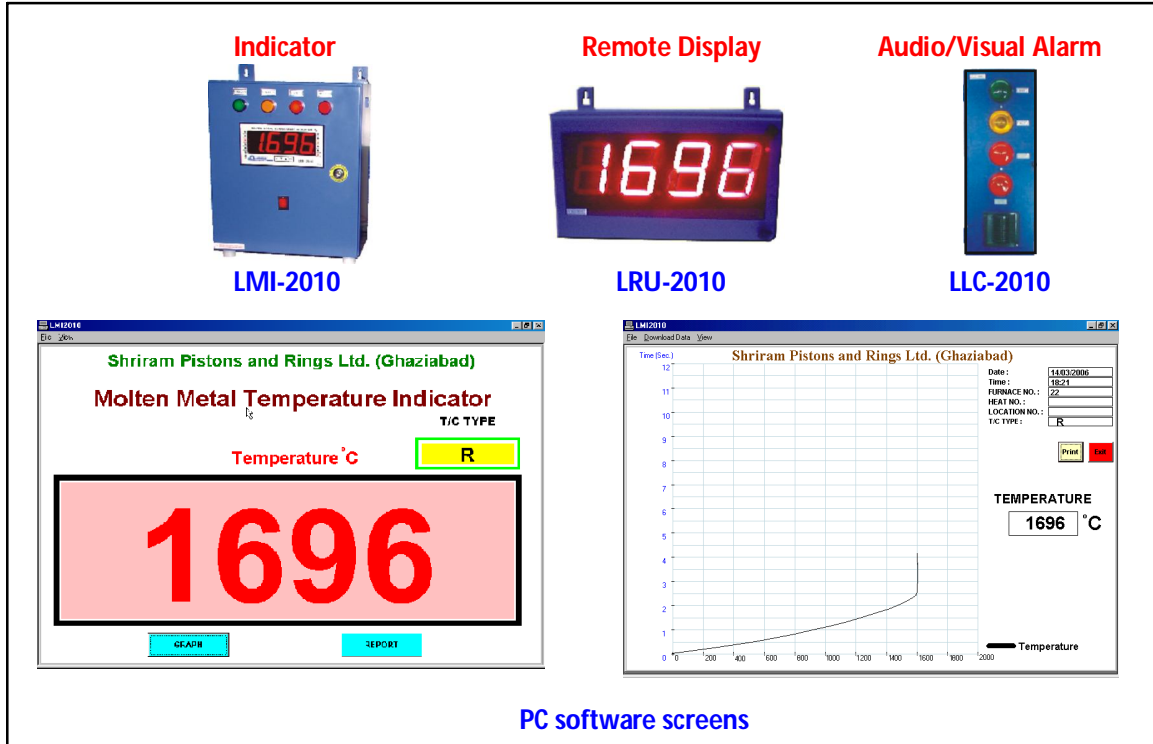 Indicator
Remote Display
Audio/Visual Alarm
1696
1696
LMI-2010
LRU-2010
LLC-2010
LMI2010
File View
Shriram Pistons and Rings Ltd. (Ghaziabad)
Molten Metal Temperature Indicator
T/C TYPE
Temperature °C
R
1696
GRAPH
REPORT
LMI2010
File Download Data View
Time (Sec.)
Shriram Pistons and Rings Ltd. (Ghaziabad)
Date : 14/03/2006
Time : 18:21
FURNACE NO. : 22
HEAT NO. :
LOCATION NO. :
T/C TYPE : R
Print Exit
TEMPERATURE
1696 °C
12
11
10
9
8
7
6
5
4
3
2
1
0
0 200 400 600 800 1000 1200 1400 1600 1800 2000
Temperature
PC software screens